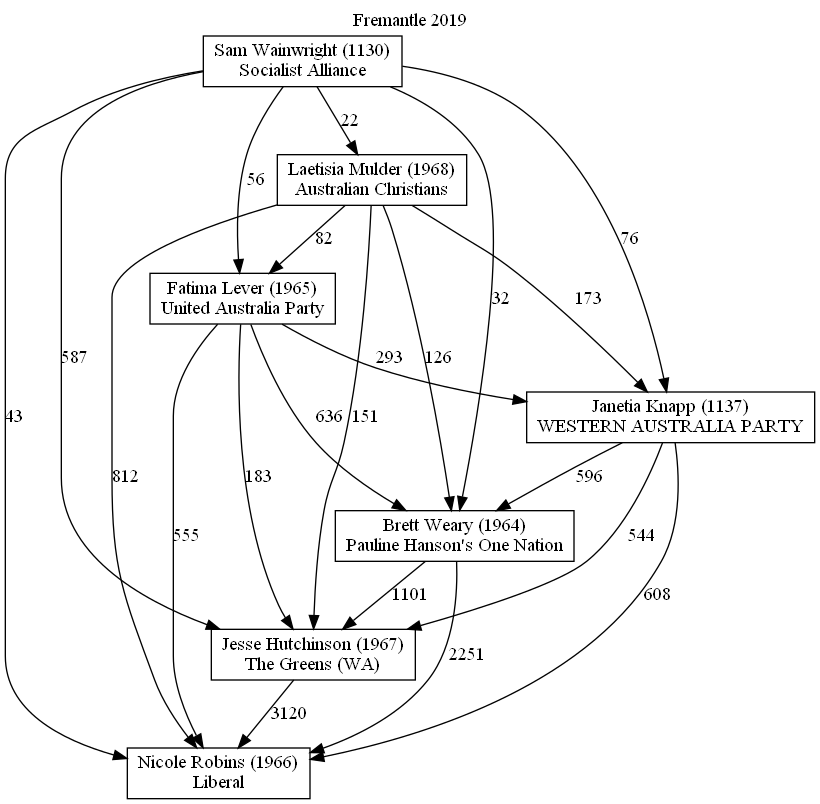 Fremantle 2019
Sam Wainwright (1130)
Socialist Alliance
22
56
Laetisia Mulder (1968)
Australian Christians
82
76
Fatima Lever (1965)
United Australia Party
32
173
43
587
293
126
Janetia Knapp (1137)
WESTERN AUSTRALIA PARTY
636
151
812
183
596
555
Brett Weary (1964)
Pauline Hanson's One Nation
544
1101
608
Jesse Hutchinson (1967)
The Greens (WA)
2251
3120
Nicole Robins (1966)
Liberal